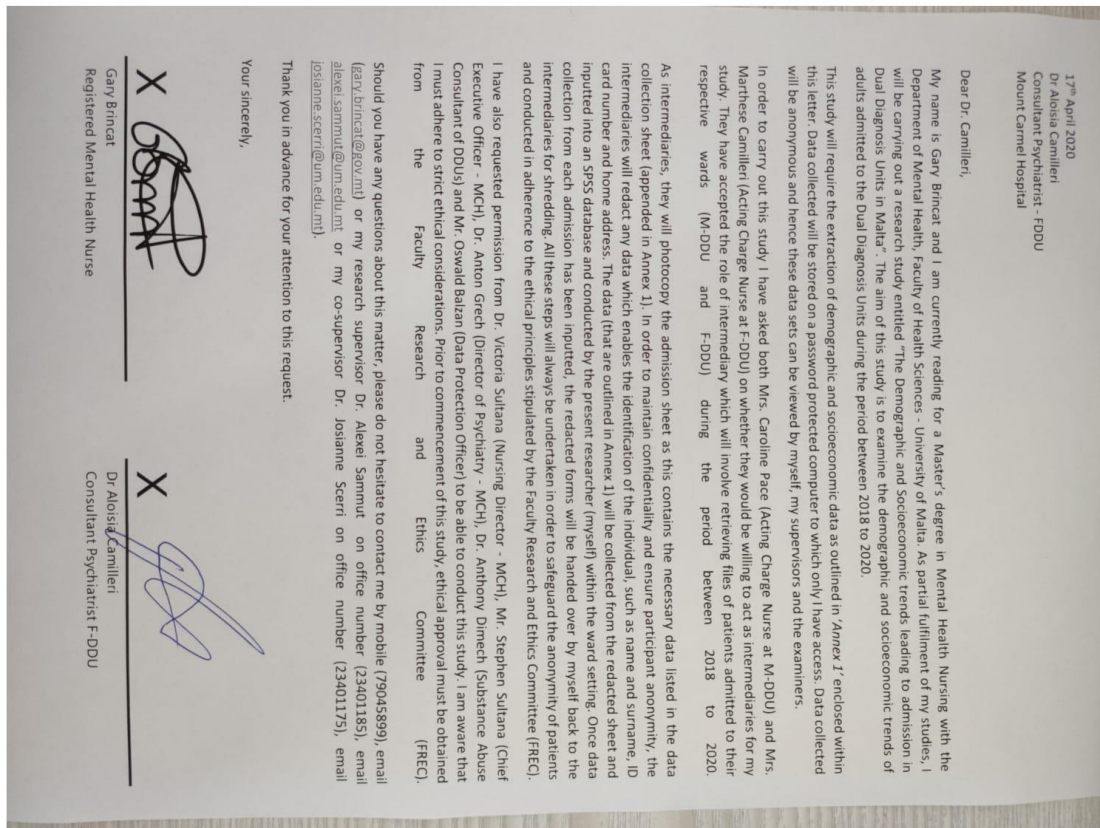 17th April 2020
Dr Aloisia Camilleri
Consultant Psychiatrist - FDDU
Mount Carmel Hospital
Dear Dr. Camilleri,
My name is Gary Brincat and I am currently reading for a Master's degree in Mental Health Nursing with the
Department of Mental Health, Faculty of Health Sciences - University of Malta. As partial fulfilment of my studies, I
will be carrying out a research study entitled "The Demographic and Socioeconomic trends leading to admission in
Dual Diagnosis Units in Malta". The aim of this study is to examine the demographic and socioeconomic trends of
adults admitted to the Dual Diagnosis Units during the period between 2018 to 2020.
This study will require the extraction of demographic and socioeconomic data as outlined in 'Annex 1' enclosed within
this letter. Data collected will be stored on a password protected computer to which only I have access. Data collected
will be anonymous and hence these data sets can be viewed by myself, my supervisors and the examiners.
In order to carry out this study I have asked both Mrs. Caroline Pace (Acting Charge Nurse at M-DDU) and Mrs.
Marthese Camilleri (Acting Charge Nurse at F-DDU) on whether they would be willing to act as intermediaries for my
study. They have accepted the role of intermediary which will involve retrieving files of patients admitted to their
respective wards (M-DDU and F-DDU) during the period between 2018 to 2020.
As intermediaries, they will photocopy the admission sheet as this contains the necessary data listed in the data
collection sheet (appended in Annex 1). In order to maintain confidentiality and ensure participant anonymity, the
intermediaries will redact any data which enables the identification of the individual, such as name and surname, ID
card number and home address. The data (that are outlined in Annex 1) will be collected from the redacted sheet and
inputted into an SPSS database and conducted by the present researcher (myself) within the ward setting. Once data
collection from each admission has been inputted, the redacted forms will be handed over by myself back to the
intermediaries for shredding. All these steps will always be undertaken in order to safeguard the anonymity of patients
and conducted in adherence to the ethical principles stipulated by the Faculty Research and Ethics Committee (FREC).
I have also requested permission from Dr. Victoria Sultana (Nursing Director - MCH), Mr. Stephen Sultana (Chief
Executive Officer - MCH), Dr. Anton Grech (Director of Psychiatry - MCH), Dr. Anthony Dimech (Substance Abuse
Consultant of DDUs) and Mr. Oswald Balzan (Data Protection Officer) to be able to conduct this study. I am aware that
I must adhere to strict ethical considerations. Prior to commencement of this study, ethical approval must be obtained
from the Faculty Research and Ethics Committee (FREC).
Should you have any questions about this matter, please do not hesitate to contact me by mobile (79045899), email
(gary.brincat@gov.mt) or my research supervisor Dr. Alexei Sammut on office number (23401185), email
alexei.sammut@um.edu.mt or my co-supervisor Dr. Josianne Scerri on office number (23401175), email
josianne.scerri@um.edu.mt).
Thank you in advance for your attention to this request.
Your sincerely,
X
X
Gary Brincat
Dr Aloisia Camilleri
Registered Mental Health Nurse
Consultant Psychiatrist F-DDU